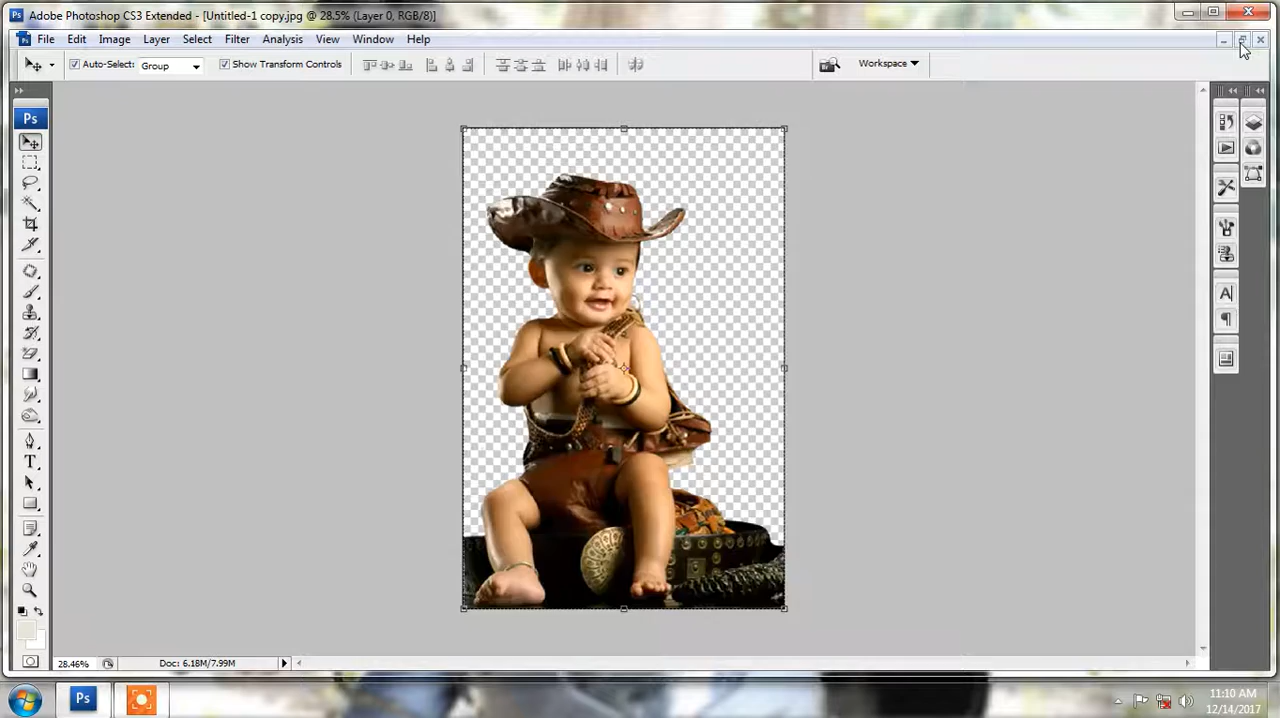 Ps Adobe Photoshop CS3 Extended - [Untitled-1 copy.jpg @ 28.5% (Layer 0, RGB/8)]
File Edit Image Layer Select Filter Analysis View Window Help
Auto-Select: Group Show Transform Controls Workspace
Ps
T
A
28.46% Doc: 6.18M/7.99M
Ps
11:10 AM
12/14/2017